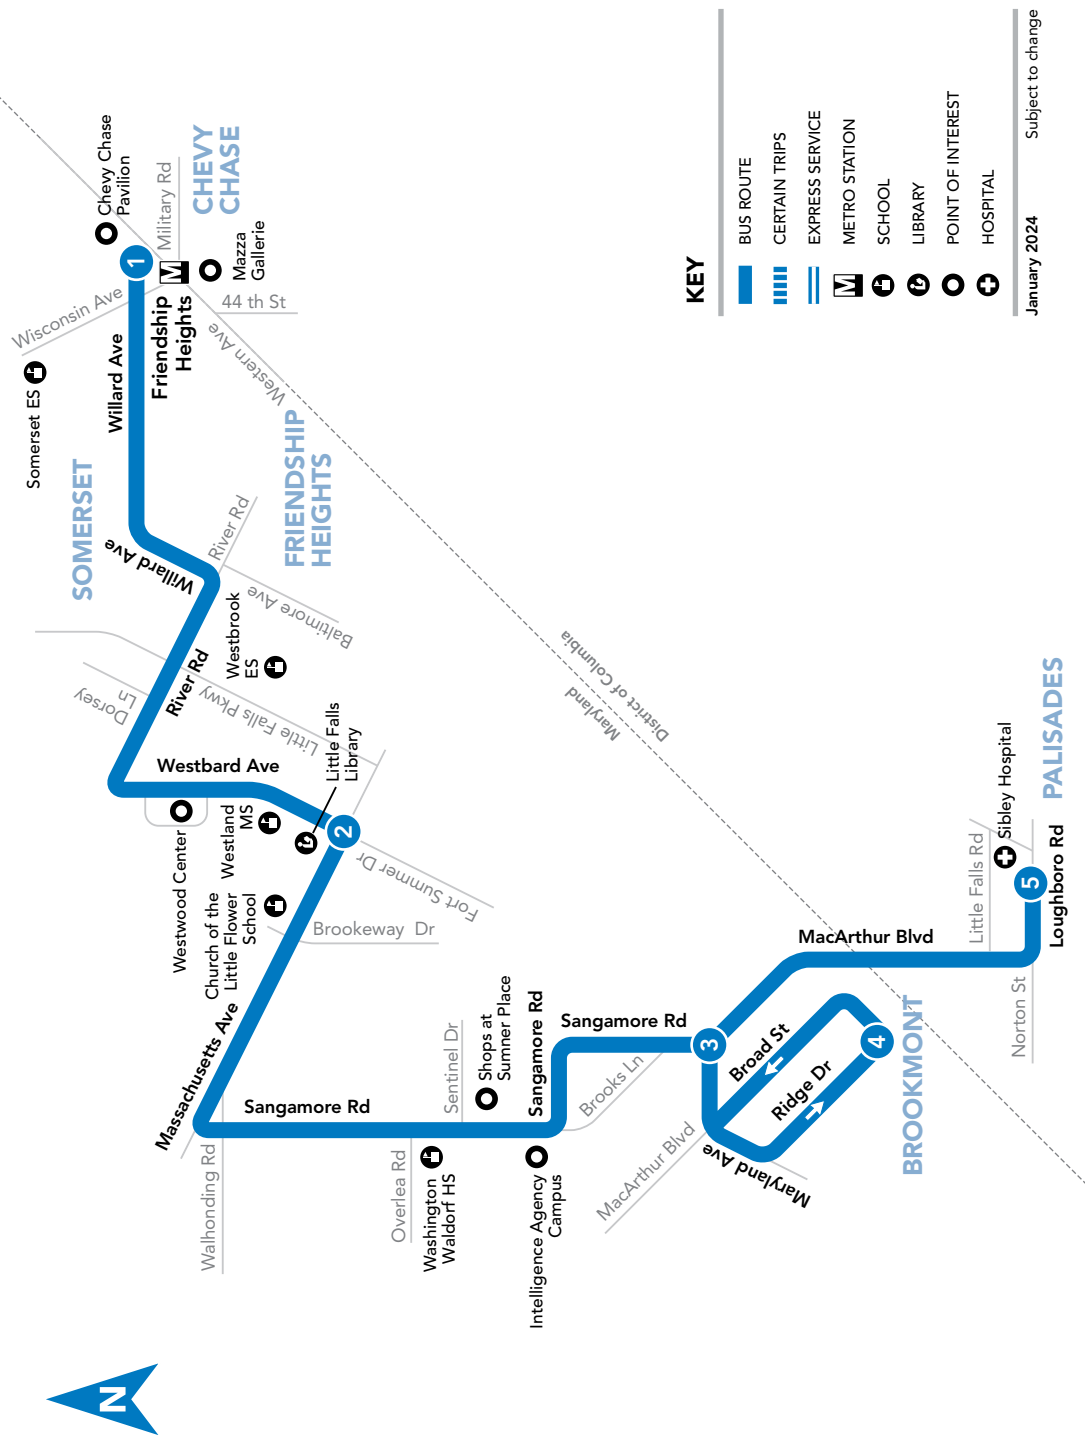 Chevy Chase
Pavilion
Military Rd
CHEVY
CHASE
1
M
Mazza
Gallerie
44 th St
Wisconsin Ave
Friendship
Heights
Willard Ave
Western Ave
Somerset ES
SOMERSET
FRIENDSHIP
HEIGHTS
Willard Ave
River Rd
Baltimore Ave
Westbrook
ES
River Rd
Dorsey
Ln
Little Falls Pkwy
Westbard Ave
Little Falls
Library
Westwood Center
Westland
MS
2
Fort Summer Dr
Church of the
Little Flower
School
Brookeway Dr
Massachusetts Ave
Walhonding Rd
Sangamore Rd
Sentinel Dr
Shops at
Sumner Place
Overlea Rd
Washington
Waldorf HS
Sangamore Rd
Intelligence Agency
Campus
Sangamore Rd
Brooks Ln
3
MacArthur Blvd
Broad St
Ridge Dr
Maryland Ave
4
BROOKMONT
MacArthur Blvd
Maryland
District of Columbia
Little Falls Rd
Sibley Hospital
PALISADES
5
Loughboro Rd
Norton St
N
KEY
BUS ROUTE
CERTAIN TRIPS
EXPRESS SERVICE
M METRO STATION
SCHOOL
LIBRARY
POINT OF INTEREST
HOSPITAL
January 2024 Subject to change